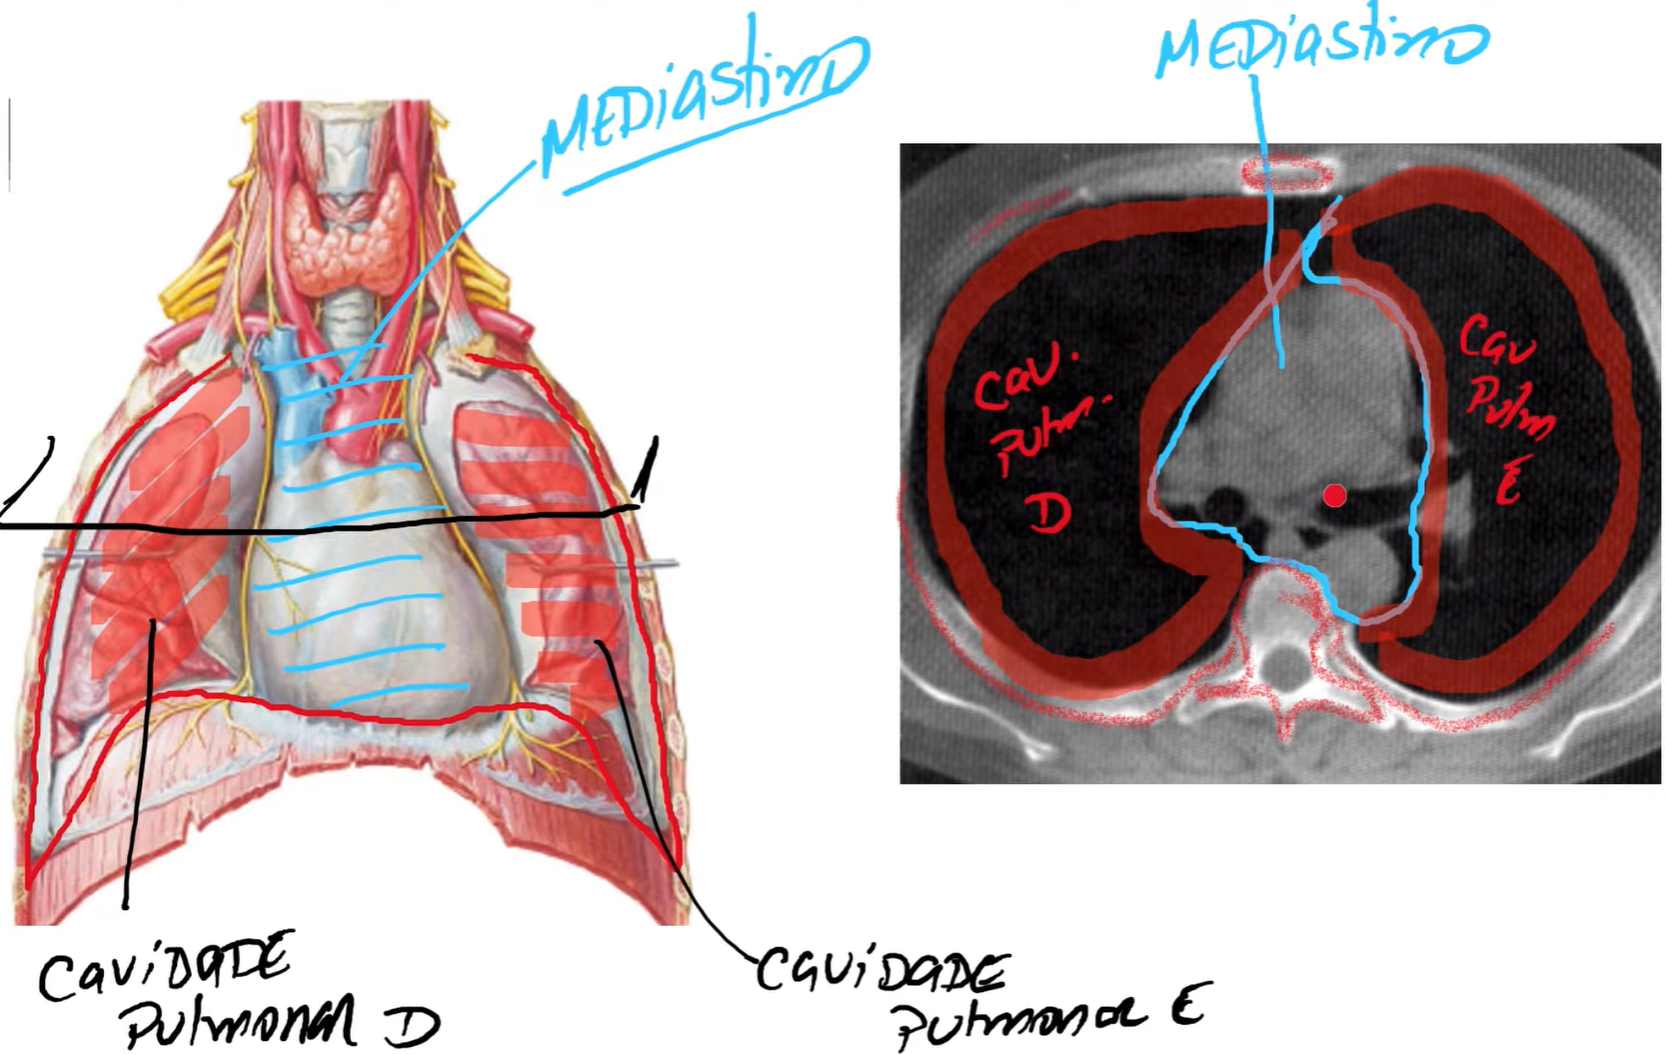 MEDiastino
MEDiastino
Cav.
Pulm.
D
Cav
Pulm
E
CaviDADE
Pulmonar D
CaviDADE
Pulmonar E